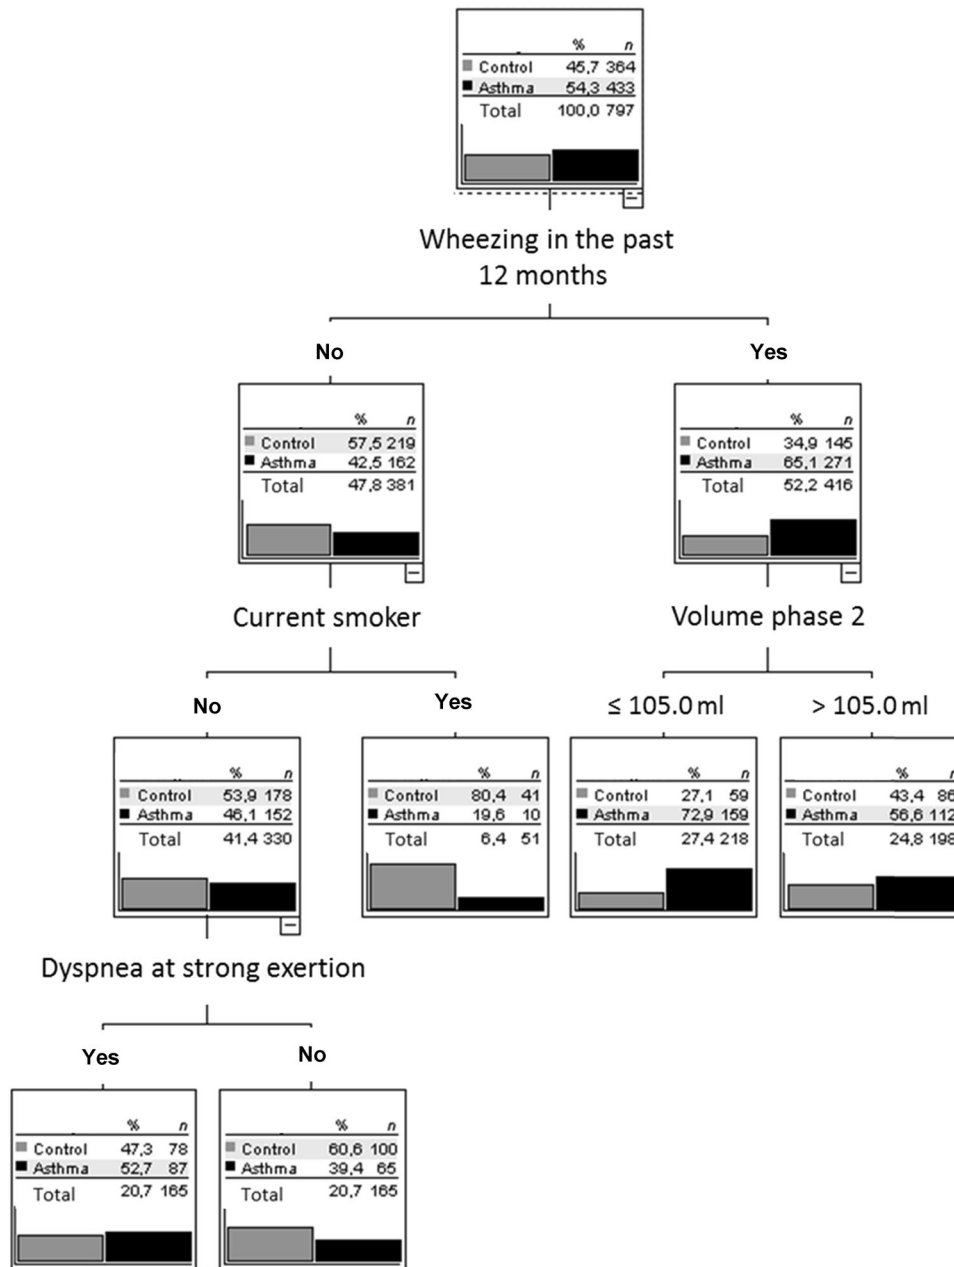 % n
Control 45,7 364
Asthma 54,3 433
Total 100,0 797
Wheezing in the past
12 months
No
Yes
% n
Control 57,5 219
Asthma 42,5 162
Total 47,8 381
% n
Control 34,9 145
Asthma 65,1 271
Total 52,2 416
Current smoker
Volume phase 2
No
Yes
≤ 105.0 ml
> 105.0 ml
% n
Control 53,9 178
Asthma 46,1 152
Total 41,4 330
% n
Control 80,4 41
Asthma 19,6 10
Total 6,4 51
% n
Control 27,1 59
Asthma 72,9 159
Total 27,4 218
% n
Control 43,4 86
Asthma 56,6 112
Total 24,8 198
Dyspnea at strong exertion
Yes
No
% n
Control 47,3 78
Asthma 52,7 87
Total 20,7 165
% n
Control 60,6 100
Asthma 39,4 65
Total 20,7 165